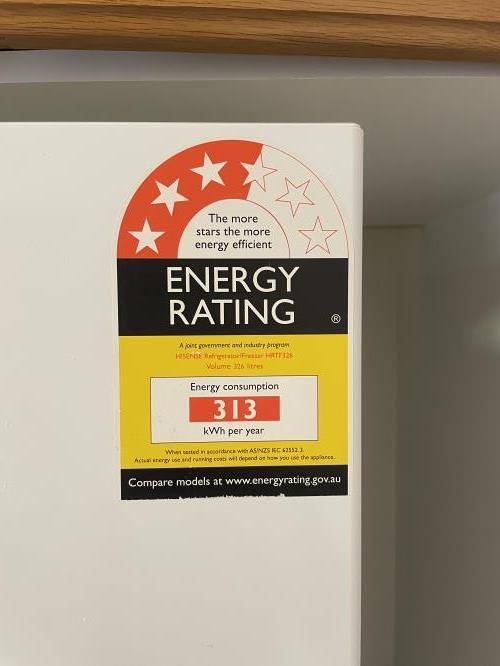 The more
stars the more
energy efficient
ENERGY
RATING
®
A joint government and industry program
HISENSE Refrigerator/Freezer HRTF326
Volume 326 litres
Energy consumption
313
kWh per year
When tested in accordance with AS/NZS IEC 62552.3.
Actual energy use and running costs will depend on how you use the appliance.
Compare models at www.energyrating.gov.au